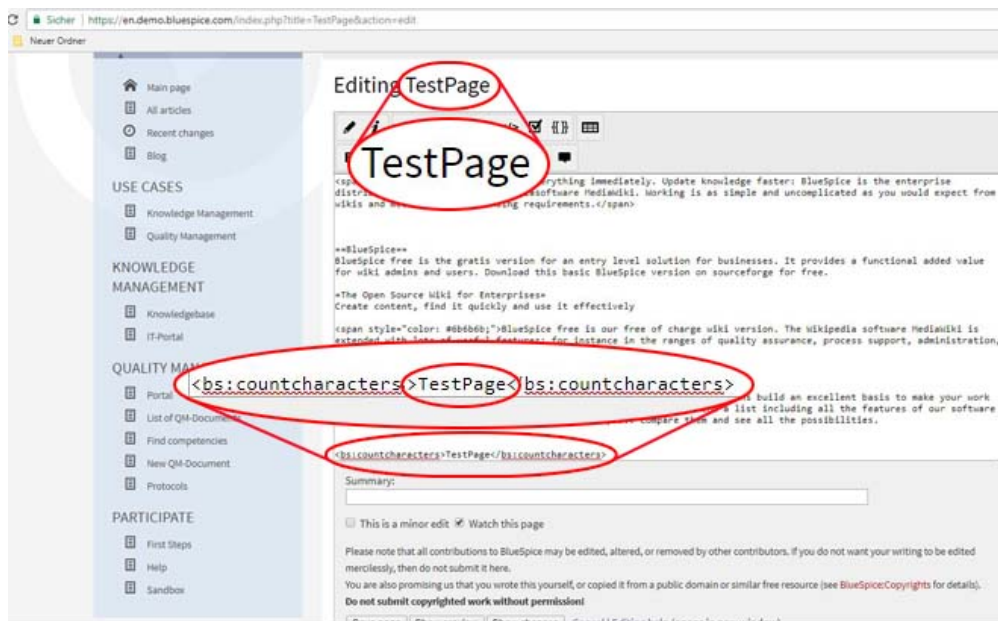 Sicher https://en.demo.bluespice.com/index.php?title=TestPage&action=edit
Neuer Ordner
Main page
All articles
Recent changes
Blog
USE CASES
Knowledge Management
Quality Management
KNOWLEDGE
MANAGEMENT
Knowledgebase
IT-Portal
QUALITY MA
Portal
List of QM-Documents
Find competencies
New QM-Document
Protocols
PARTICIPATE
First Steps
Help
Sandbox
Editing TestPage
TestPage
<spa rything immediately. Update knowledge faster: BlueSpice is the enterprise
distri software MediaWiki. Working is as simple and uncomplicated as you would expect from
wikis and ing requirements.</span>
==BlueSpice==
BlueSpice free is the gratis version for an entry level solution for businesses. It provides a functional added value
for wiki admins and users. Download this basic BlueSpice version on sourceforge for free.
=The Open Source Wiki for Enterprises=
Create content, find it quickly and use it effectively
<span style="color: #6b6b6b;">BlueSpice free is our free of charge wiki version. The Wikipedia software MediaWiki is
extended with lots of useful features: for instance in the ranges of quality assurance, process support, administration,
<bs:countcharacters>TestPage</bs:countcharacters>
build an excellent basis to make your work
a list including all the features of our software
compare them and see all the possibilities.
<bs:countcharacters>TestPage</bs:countcharacters>
Summary:
This is a minor edit Watch this page
Please note that all contributions to BlueSpice may be edited, altered, or removed by other contributors. If you do not want your writing to be edited
mercilessly, then do not submit it here.
You are also promising us that you wrote this yourself, or copied it from a public domain or similar free resource (see BlueSpice:Copyrights for details).
Do not submit copyrighted work without permission!